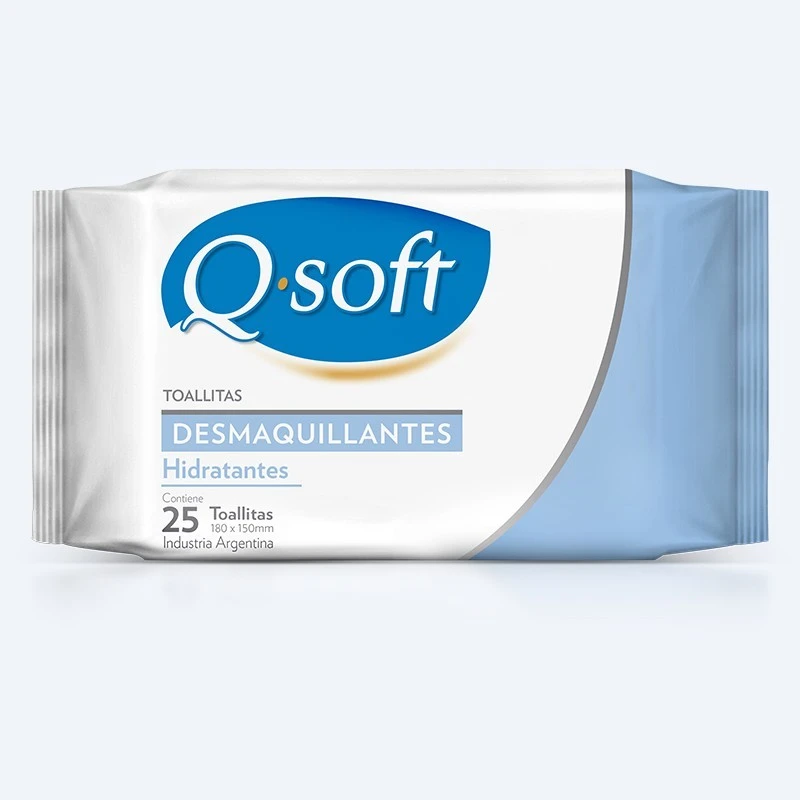 Q·soft
TOALLITAS
DESMAQUILLANTES
Hidratantes
Contiene
25 Toallitas
180 x 150mm
Industria Argentina